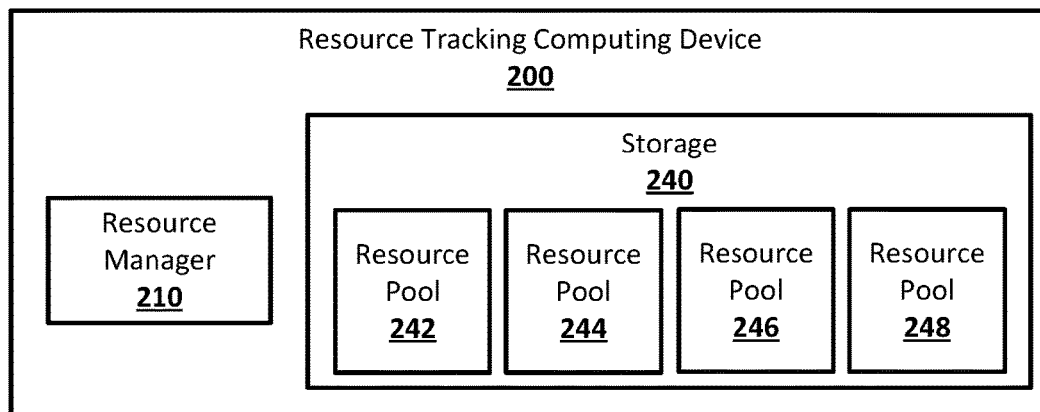 Resource Tracking Computing Device
200
Storage
240
Resource
Manager
210
Resource
Pool
242
Resource
Pool
244
Resource
Pool
246
Resource
Pool
248